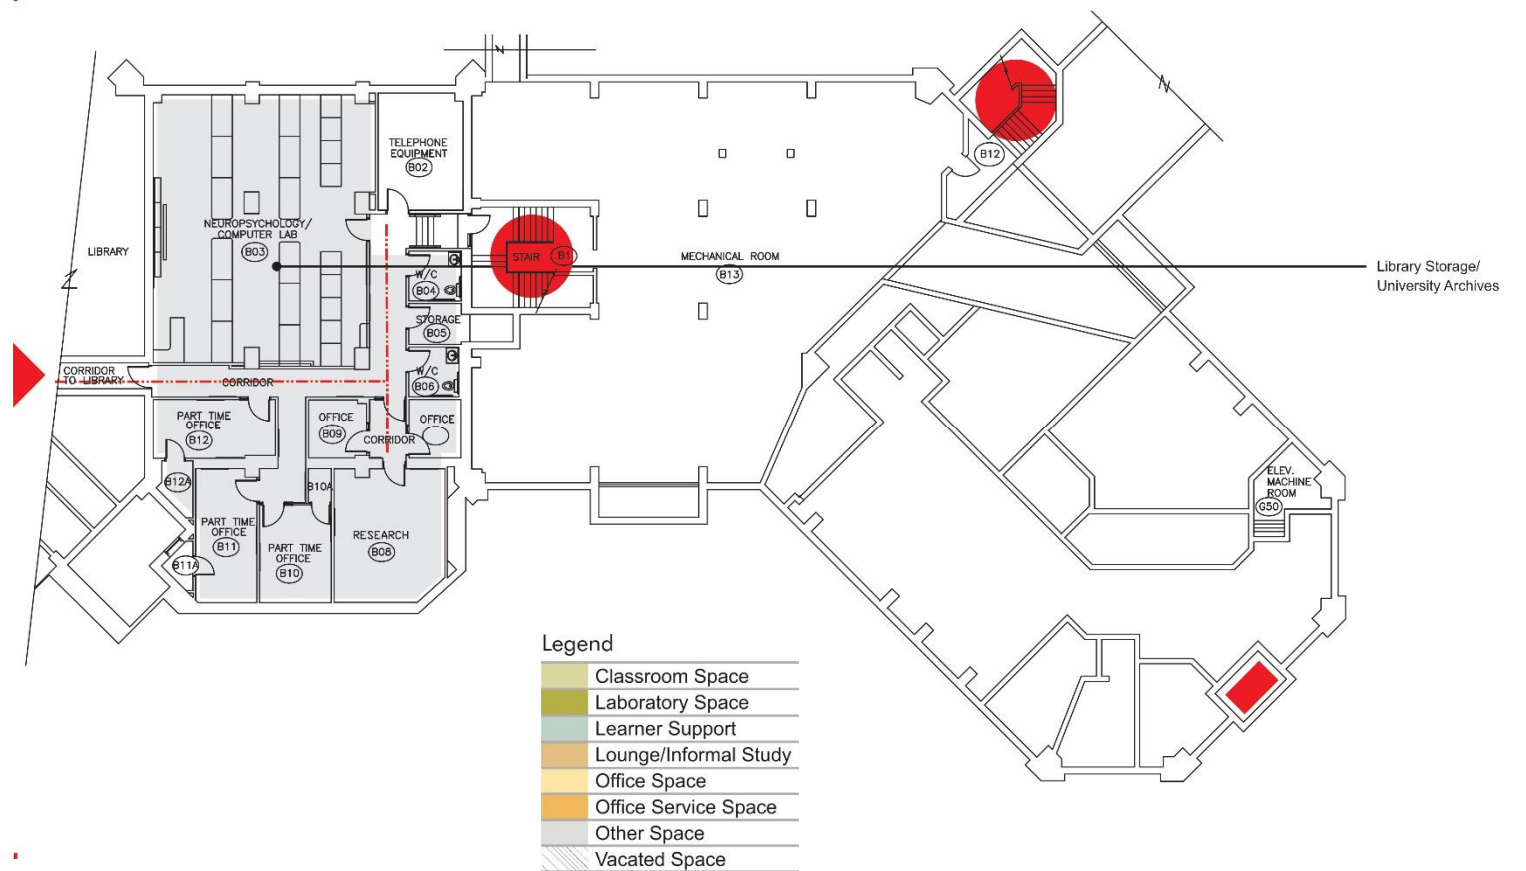 TELEPHONE
EQUIPMENT
B02
B12
NEUROPSYCHOLOGY/
COMPUTER LAB
B03
LIBRARY
STAIR
B1
MECHANICAL ROOM
B13
Library Storage/
University Archives
W/C
B04
STORAGE
B05
W/C
B06
CORRIDOR
TO LIBRARY
CORRIDOR
PART TIME
OFFICE
B12
OFFICE
B09
OFFICE
CORRIDOR
B12A
B10A
PART TIME
OFFICE
B11
B11A
PART TIME
OFFICE
B10
RESEARCH
B08
ELEV.
MACHINE
ROOM
G50
Legend
Classroom Space
Laboratory Space
Learner Support
Lounge/Informal Study
Office Space
Office Service Space
Other Space
Vacated Space